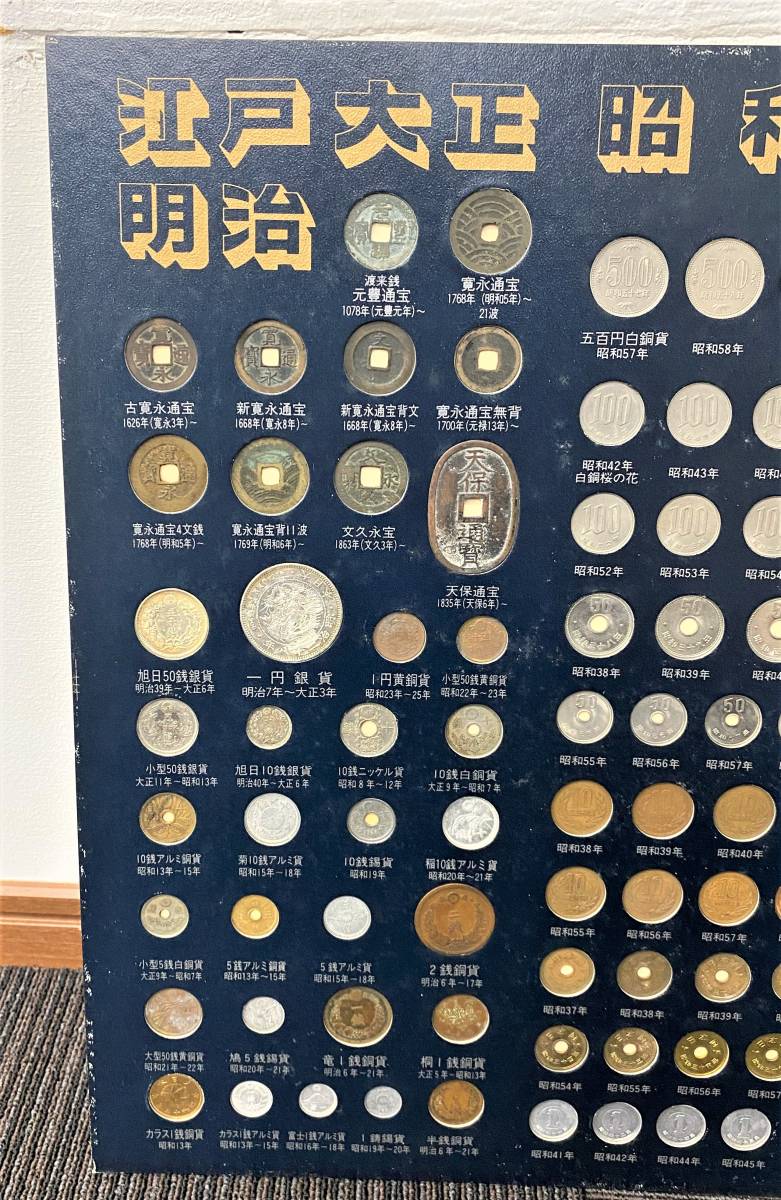 江戸 大正 昭和
明治
渡来銭
元豊通宝
1078年(元豊元年)～
寛永通宝
1768年(明和5年)～
21波
古寛永通宝
1626年(寛永3年)～
新寛永通宝
1668年(寛永8年)～
新寛永通宝背文
1668年(寛永8年)～
寛永通宝無背
1700年(元禄13年)～
寛永通宝4文銭
1768年(明和5年)～
寛永通宝背11波
1769年(明和6年)～
文久永宝
1863年(文久3年)～
天保通宝
1835年(天保6年)～
旭日50銭銀貨
明治39年～大正6年
一円銀貨
明治7年～大正3年
1円黄銅貨
昭和23年～25年
小型50銭黄銅貨
昭和22年～23年
小型50銭銀貨
大正11年～昭和13年
旭日10銭銀貨
明治40年～大正6年
10銭ニッケル貨
昭和8年～12年
10銭白銅貨
大正9年～昭和7年
10銭アルミ銅貨
昭和13年～15年
菊10銭アルミ貨
昭和15年～18年
10銭錫貨
昭和19年
稲10銭アルミ貨
昭和20年～21年
小型5銭白銅貨
大正9年～昭和7年
5銭アルミ銅貨
昭和13年～15年
5銭アルミ貨
昭和15年～18年
2銭銅貨
明治6年～17年
大型50銭黄銅貨
昭和21年～22年
鳩5銭錫貨
昭和20年～21年
竜1銭銅貨
明治6年～21年
桐1銭銅貨
大正5年～昭和13年
カラス1銭銅貨
昭和13年
カラス1銭アルミ貨
昭和13年～15年
富士1銭アルミ貨
昭和16年～18年
1銭錫貨
昭和19年～20年
半銭銅貨
明治6年～21年
500
500
五百円白銅貨
昭和57年
昭和58年
100
100
昭和42年
白銅桜の花
昭和43年
100
100
昭和52年
昭和53年
昭和54
50
50
昭和38年
昭和39年
50
50
50
昭和55年
昭和56年
昭和57年
10
10
10
昭和38年
昭和39年
昭和40年
10
10
10
昭和55年
昭和56年
昭和57年
昭和37年
昭和38年
昭和39年
昭和54年
昭和55年
昭和56年
昭和57
1
1
1
1
昭和41年
昭和42年
昭和44年
昭和45年